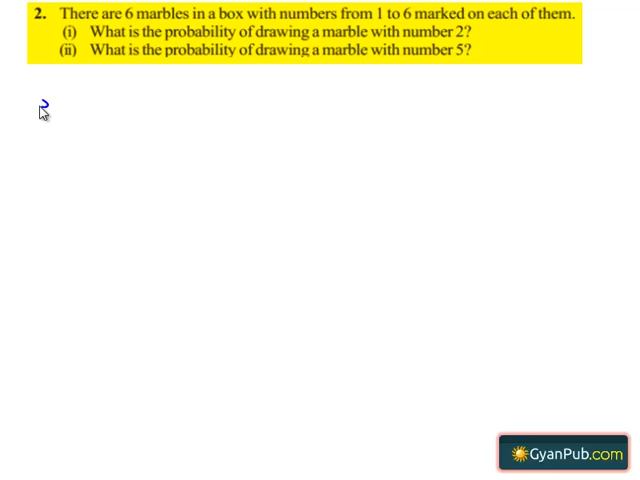 2. There are 6 marbles in a box with numbers from 1 to 6 marked on each of them.
(i) What is the probability of drawing a marble with number 2?
(ii) What is the probability of drawing a marble with number 5?
GyanPub.com